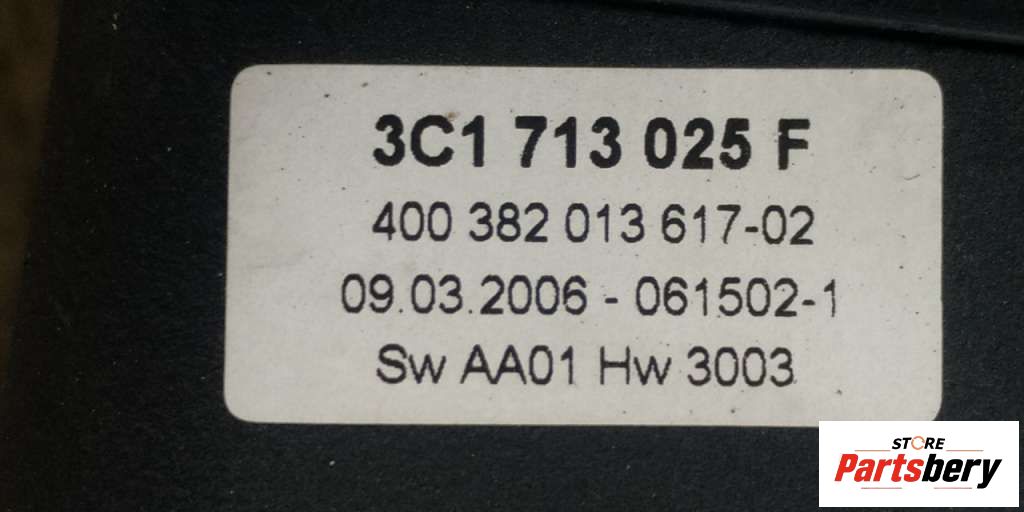 3C1 713 025 F
400 382 013 617-02
09.03.2006 - 061502-1
Sw AA01 Hw 3003
STORE
Partsbery